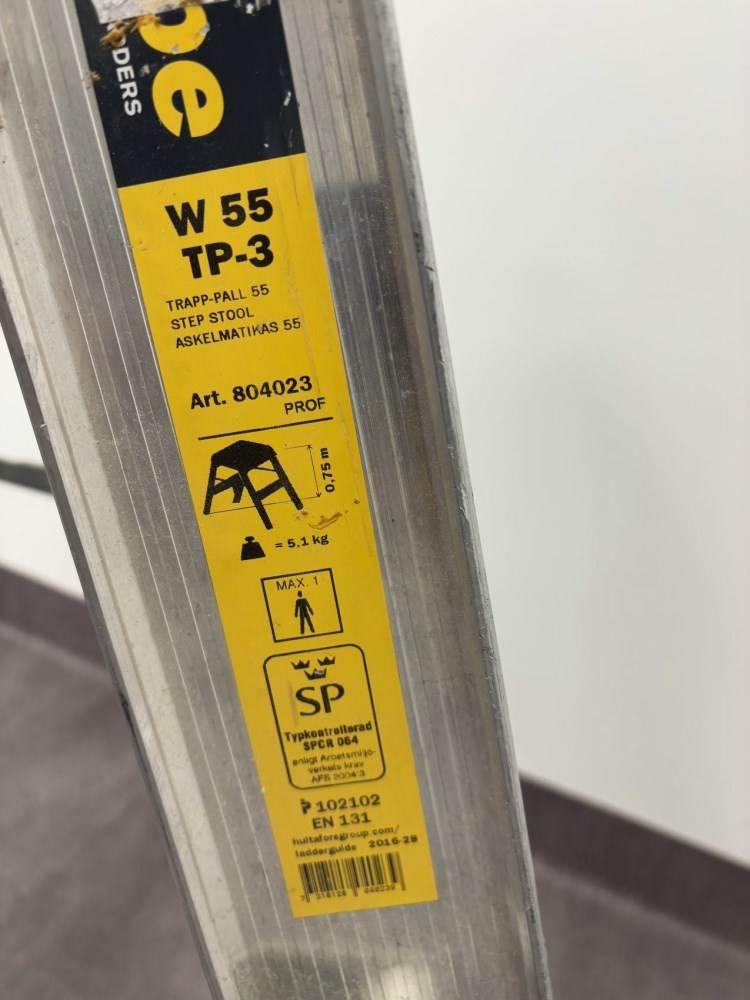 DDERS
pe
W 55
TP-3
TRAPP-PALL 55
STEP STOOL
ASKELMATIKAS 55
Art. 804023
PROF
0,75 m
= 5,1 kg
MAX. 1
SP
Typkontrollerad
SPCR 064
enligt Arbetsmiljö-
verkets krav
AFS 2004:3
P 102102
EN 131
hultaforsgroup.com/
ladderguide 2016-28